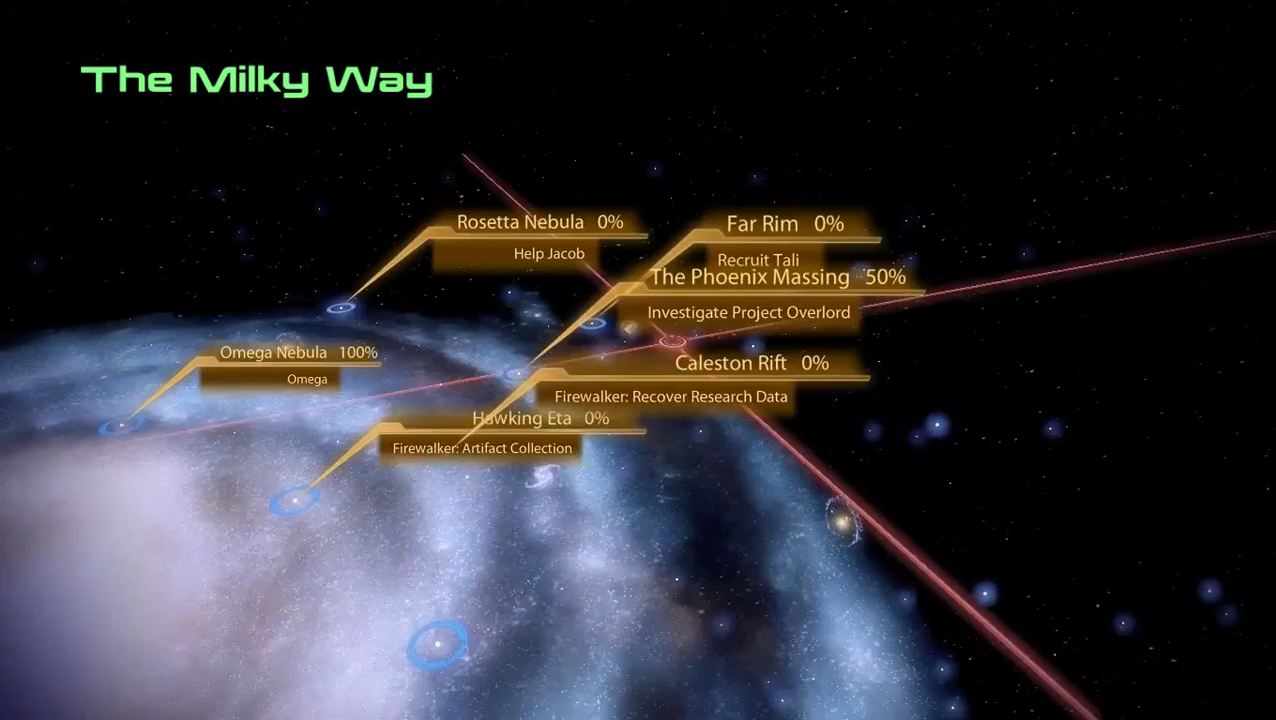 The Milky Way
Rosetta Nebula 0%
Help Jacob
Far Rim 0%
Recruit Tali
The Phoenix Massing 50%
Investigate Project Overlord
Omega Nebula 100%
Omega
Caleston Rift 0%
Firewalker: Recover Research Data
Hawking Eta 0%
Firewalker: Artifact Collection